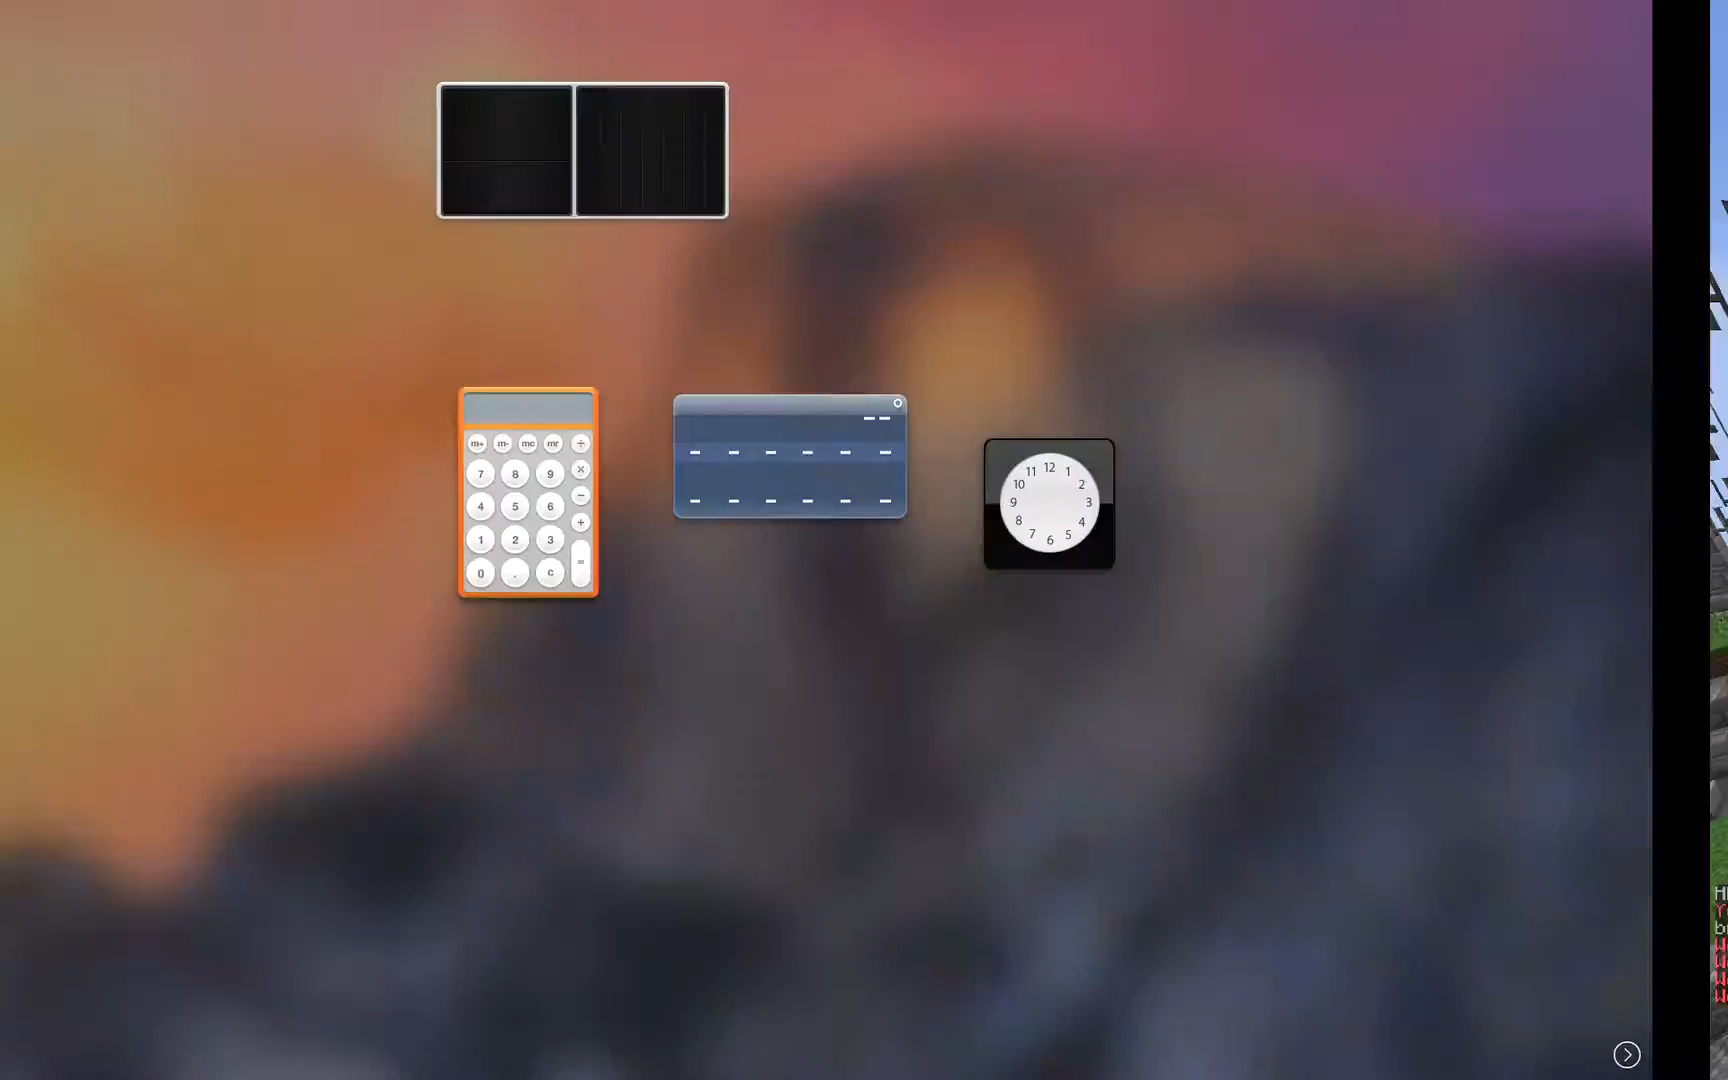 m+ m- mc mr ÷
7 8 9 ×
4 5 6 −
+
1 2 3
0 . c =
12
11 1
10 2
9 3
8 4
7 5
6